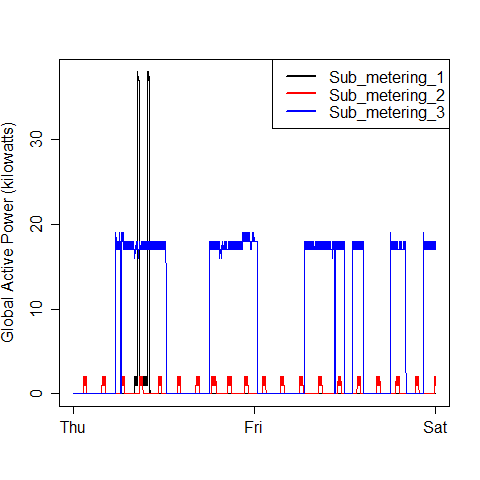 Sub_metering_1
Sub_metering_2
Sub_metering_3
Global Active Power (kilowatts)
30
20
10
0
Thu Fri Sat